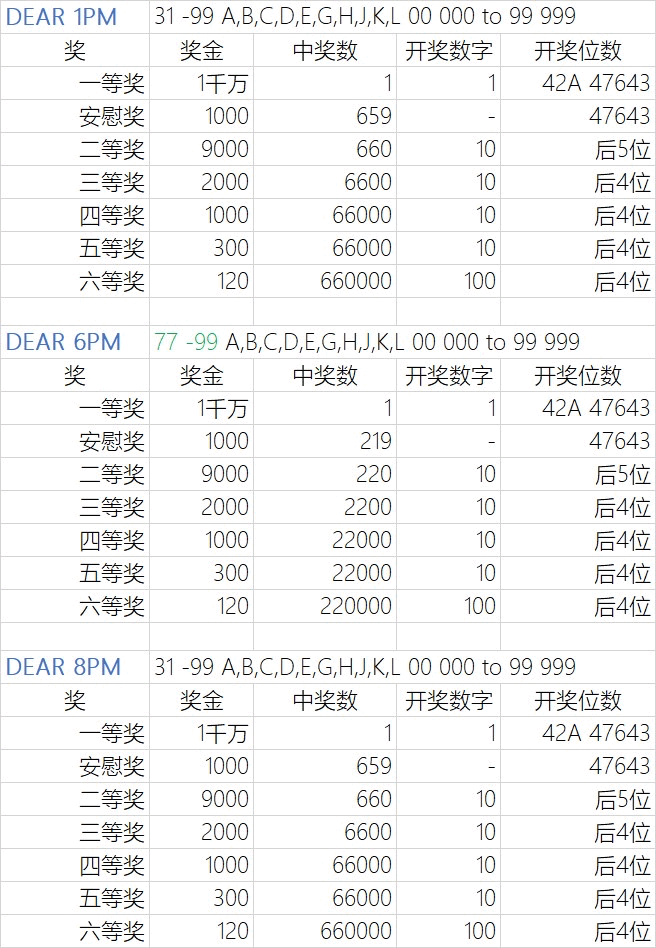 DEAR 1PM 31 -99 A,B,C,D,E,G,H,J,K,L 00 000 to 99 999
奖 奖金 中奖数 开奖数字 开奖位数
一等奖 1千万 1 1 42A 47643
安慰奖 1000 659 - 47643
二等奖 9000 660 10 后5位
三等奖 2000 6600 10 后4位
四等奖 1000 66000 10 后4位
五等奖 300 66000 10 后4位
六等奖 120 660000 100 后4位
DEAR 6PM 77 -99 A,B,C,D,E,G,H,J,K,L 00 000 to 99 999
奖 奖金 中奖数 开奖数字 开奖位数
一等奖 1千万 1 1 42A 47643
安慰奖 1000 219 - 47643
二等奖 9000 220 10 后5位
三等奖 2000 2200 10 后4位
四等奖 1000 22000 10 后4位
五等奖 300 22000 10 后4位
六等奖 120 220000 100 后4位
DEAR 8PM 31 -99 A,B,C,D,E,G,H,J,K,L 00 000 to 99 999
奖 奖金 中奖数 开奖数字 开奖位数
一等奖 1千万 1 1 42A 47643
安慰奖 1000 659 - 47643
二等奖 9000 660 10 后5位
三等奖 2000 6600 10 后4位
四等奖 1000 66000 10 后4位
五等奖 300 66000 10 后4位
六等奖 120 660000 100 后4位